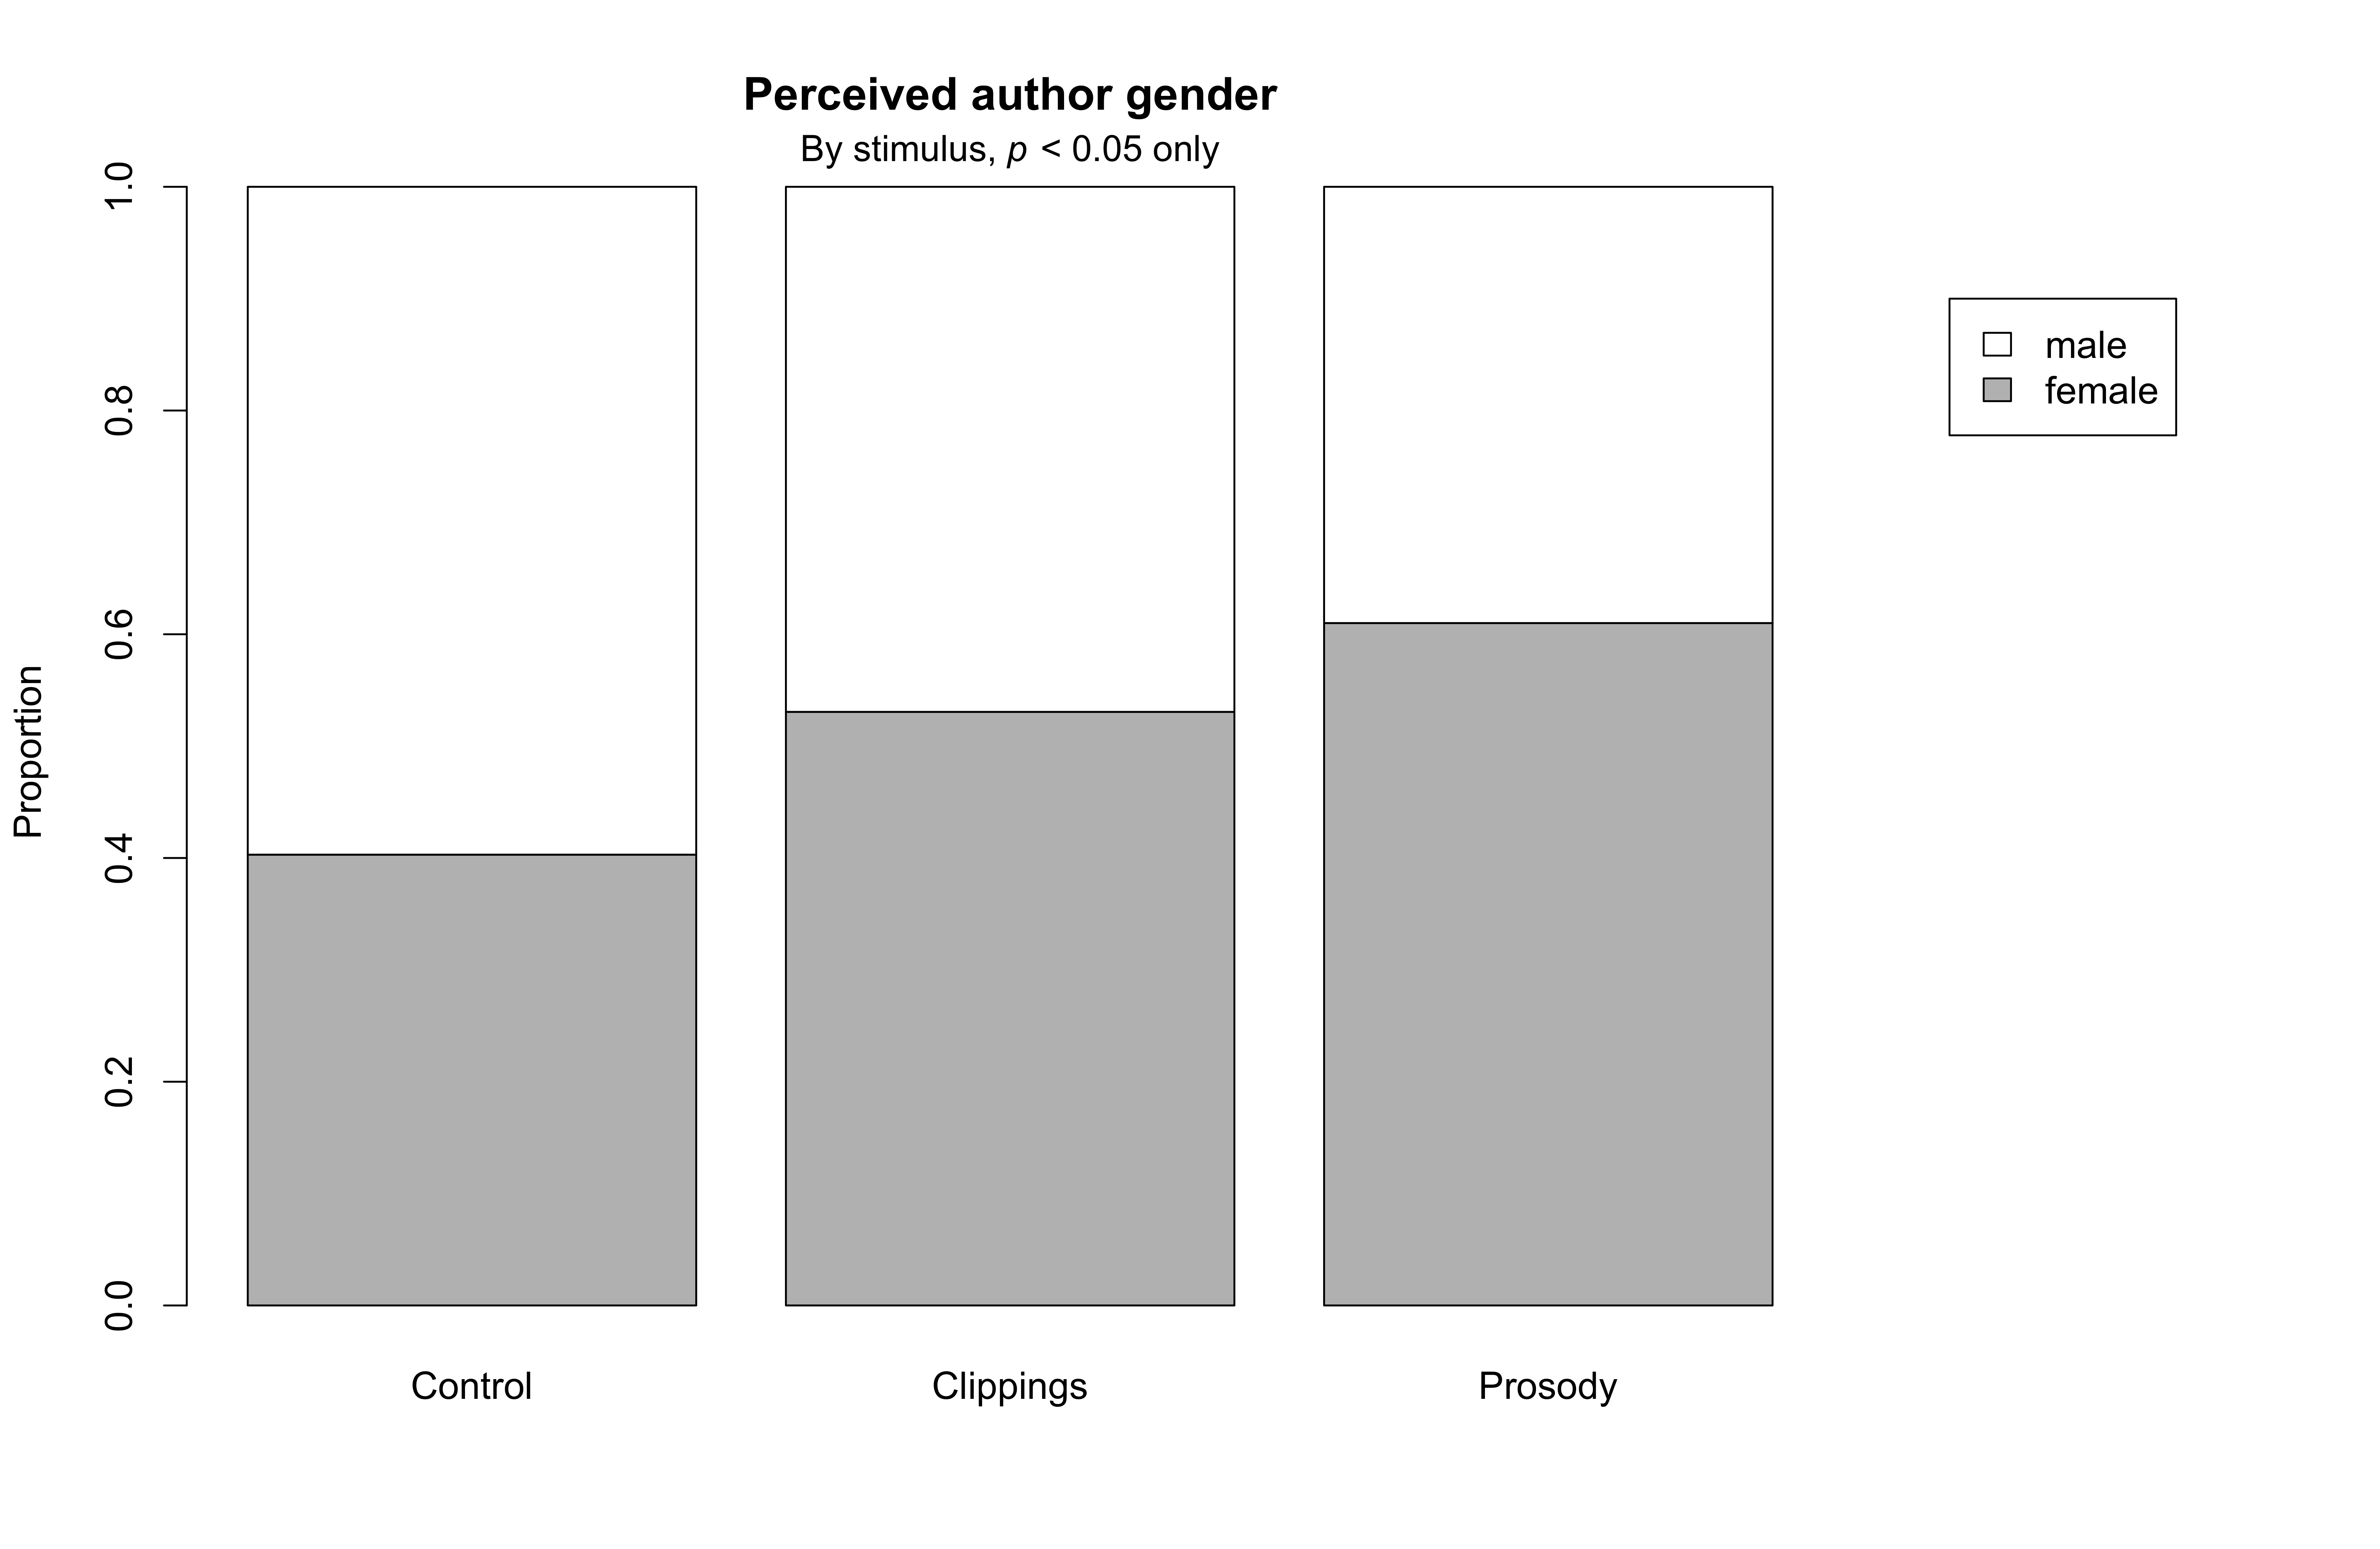 Perceived author gender
By stimulus, p < 0.05 only
Proportion
1.0
0.8
0.6
0.4
0.2
0.0
male
female
Control
Clippings
Prosody